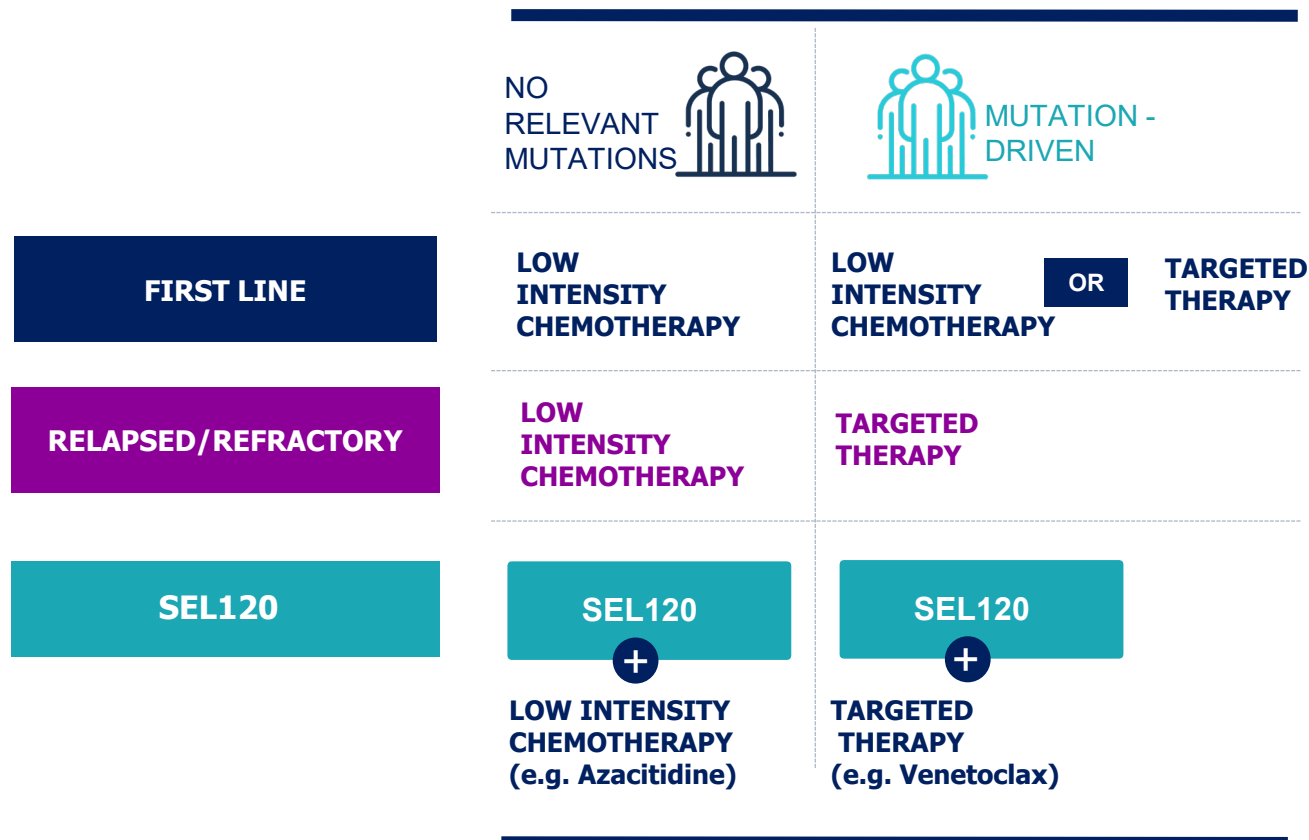 NO
RELEVANT
MUTATIONS
MUTATION -
DRIVEN
FIRST LINE
LOW
INTENSITY
CHEMOTHERAPY
LOW
INTENSITY
CHEMOTHERAPY
OR
TARGETED
THERAPY
RELAPSED/REFRACTORY
LOW
INTENSITY
CHEMOTHERAPY
TARGETED
THERAPY
SEL120
SEL120
+
LOW INTENSITY
CHEMOTHERAPY
(e.g. Azacitidine)
SEL120
+
TARGETED
THERAPY
(e.g. Venetoclax)